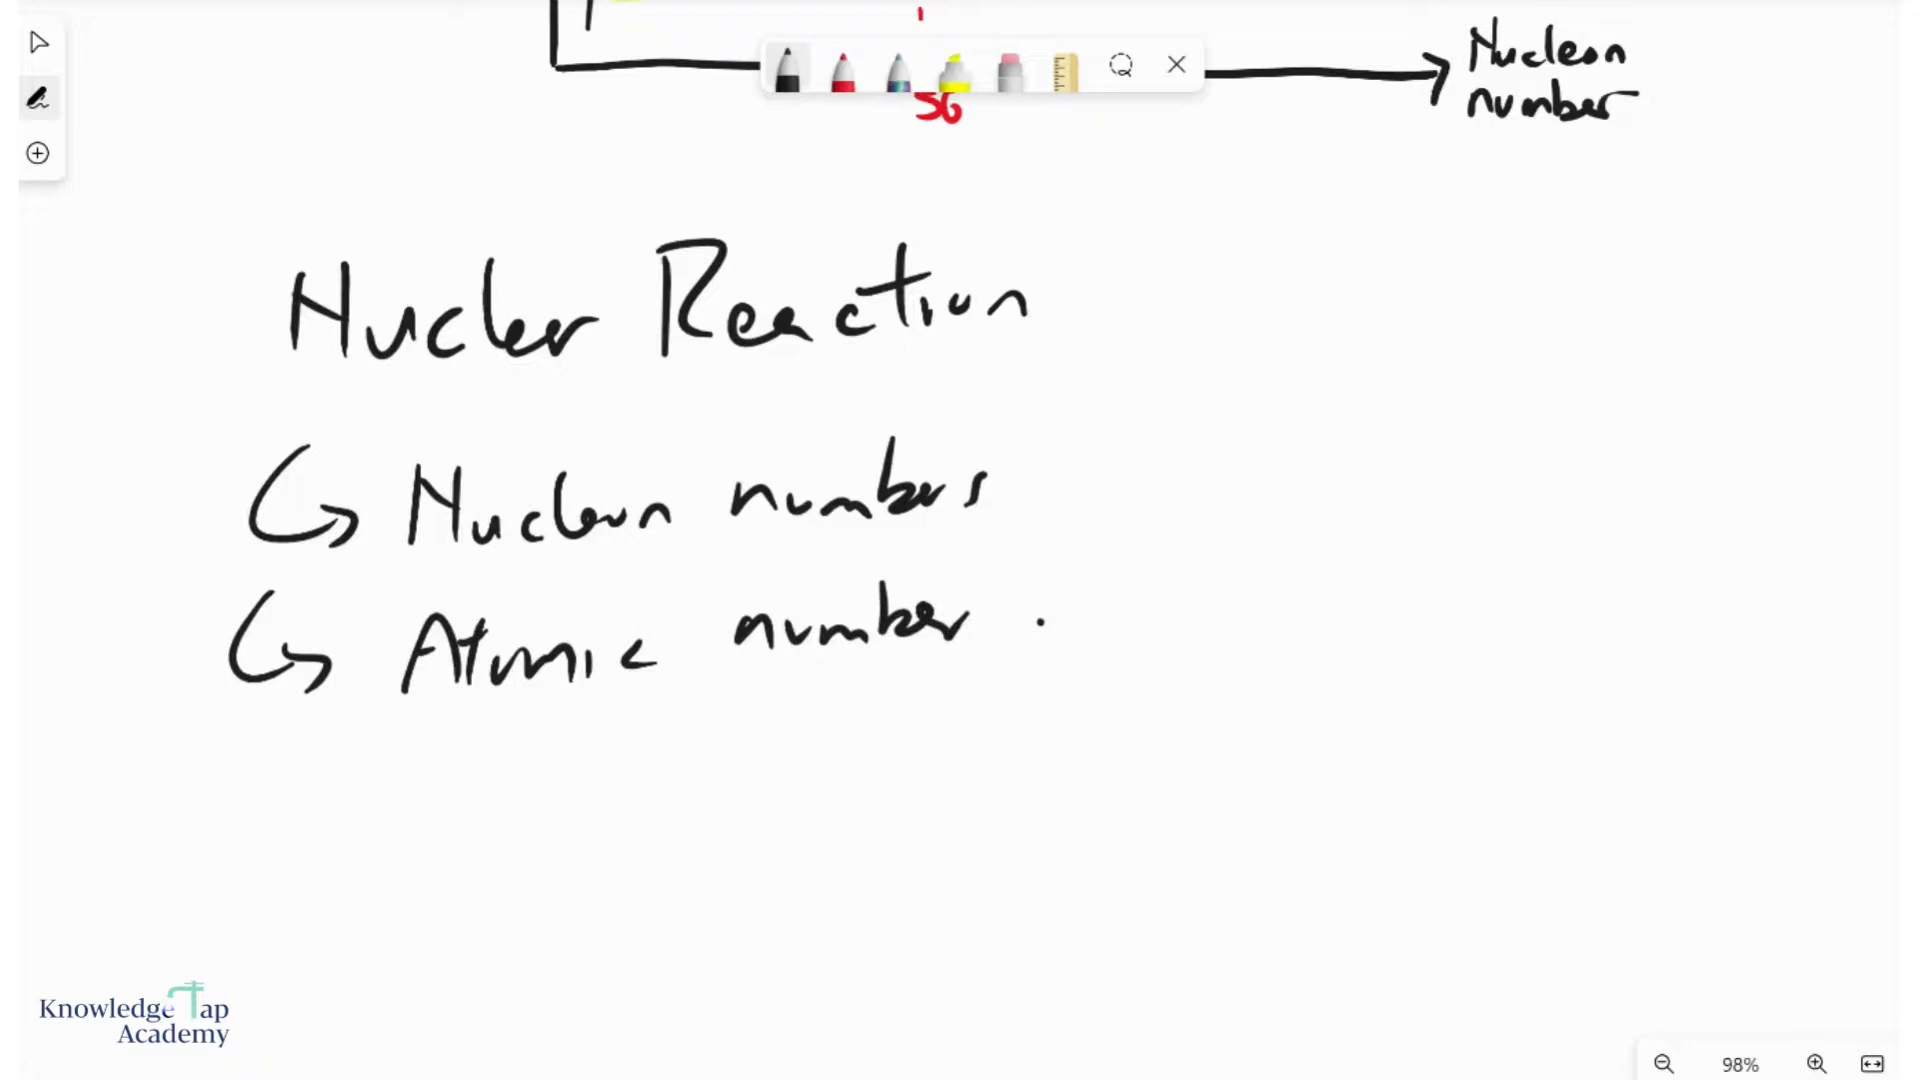 Nucleon
number
56
Nucler Reaction
Nucleon numbers
Atomic number .
Knowledge Tap
Academy
98%